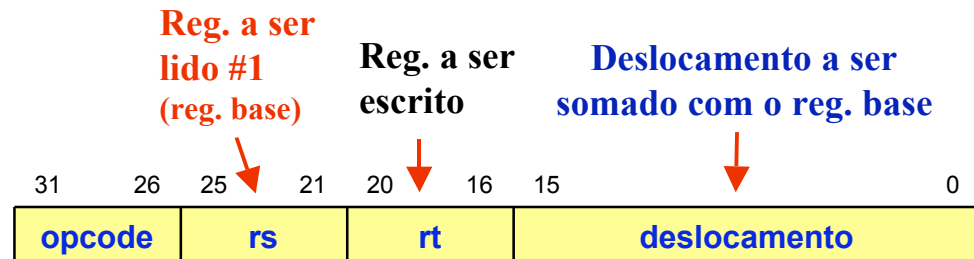 Reg. a ser
lido #1
(reg. base)
Reg. a ser
escrito
Deslocamento a ser
somado com o reg. base
31 26 25 21 20 16 15 0
opcode rs rt deslocamento